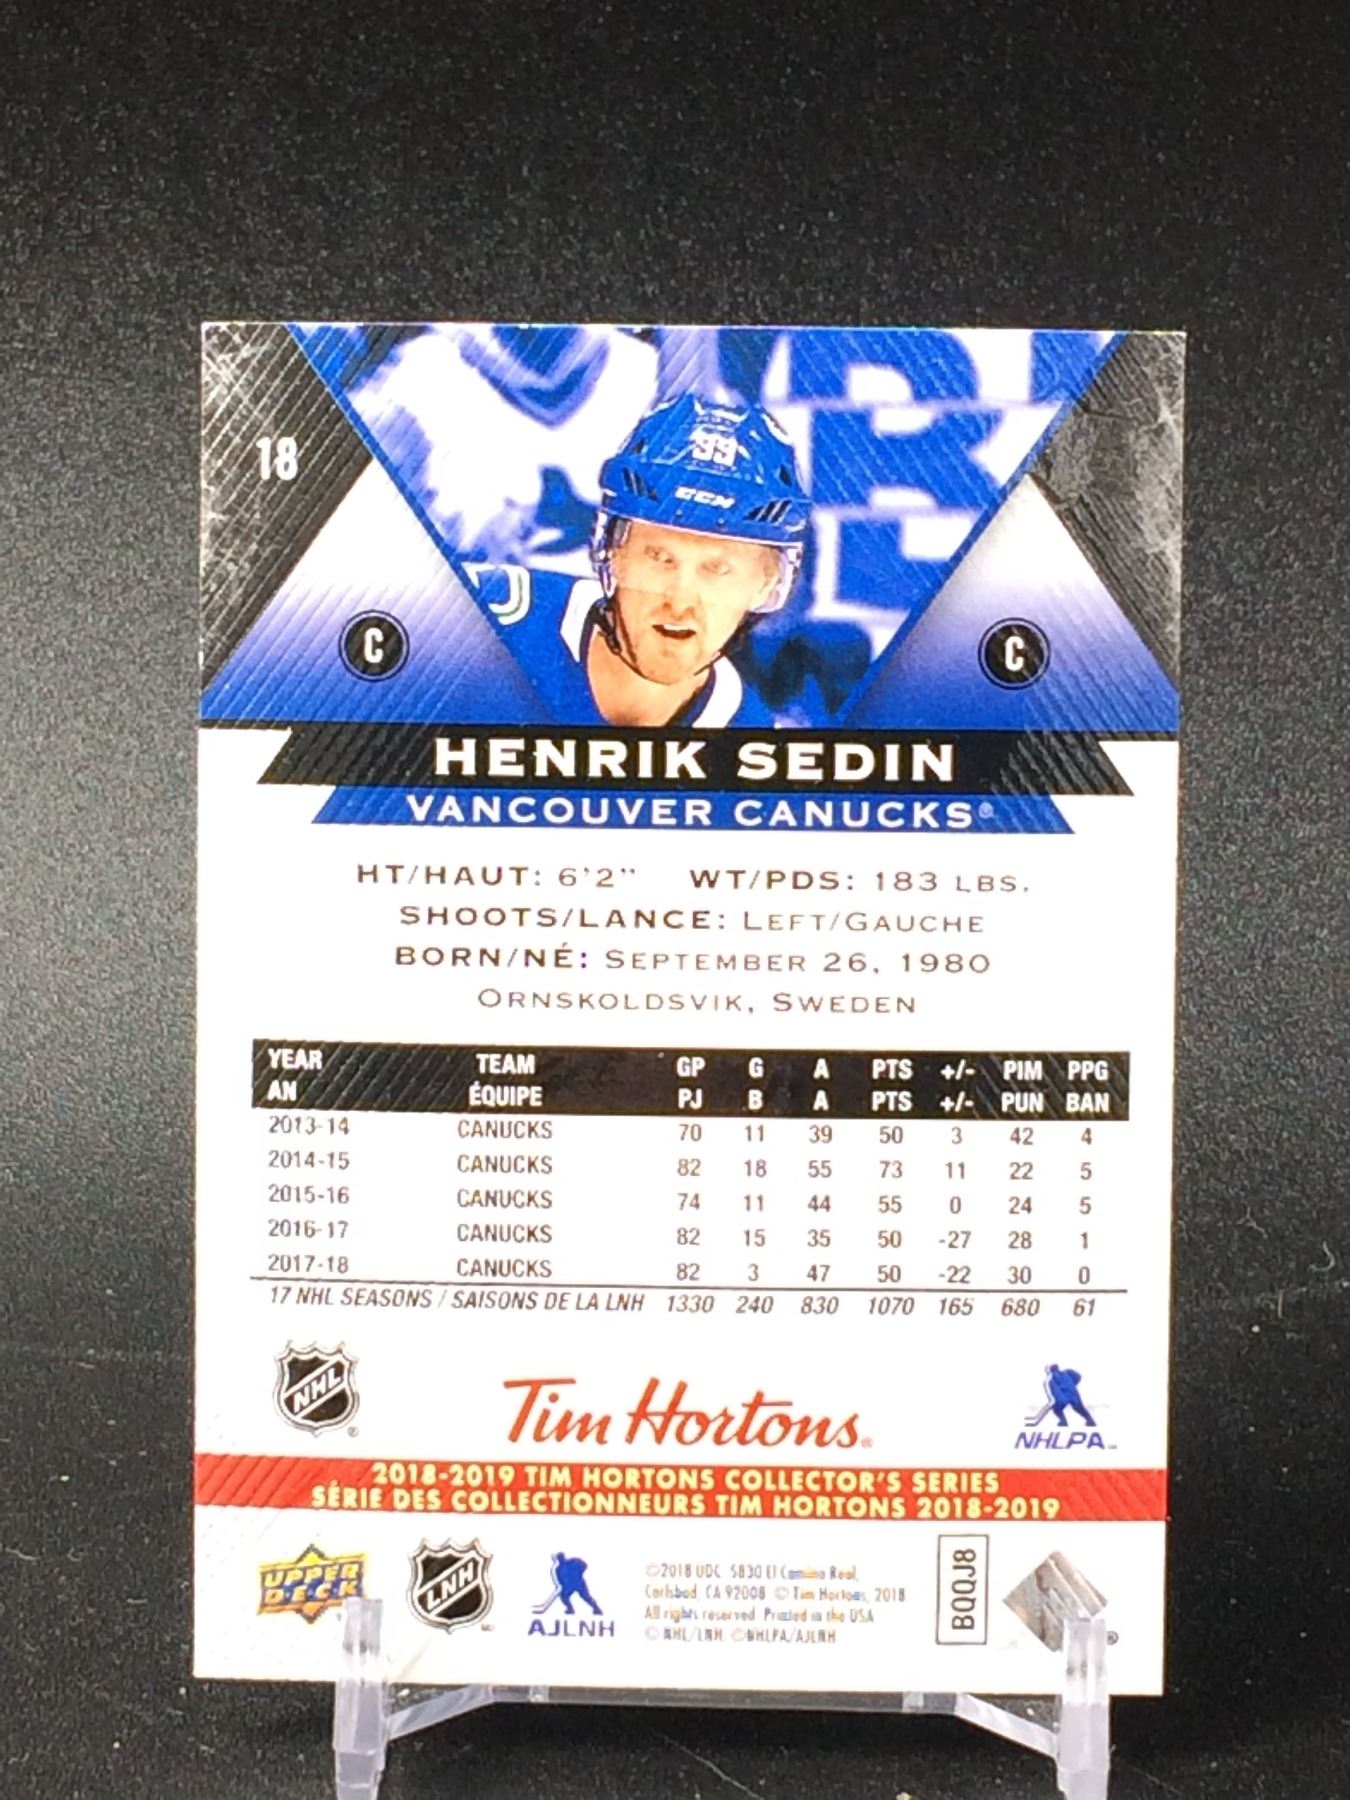 18
33
CCM
C
C
HENRIK SEDIN
VANCOUVER CANUCKS®
HT/HAUT: 6'2" WT/PDS: 183 LBS.
SHOOTS/LANCE: LEFT/GAUCHE
BORN/NÉ: SEPTEMBER 26, 1980
ORNSKOLDSVIK, SWEDEN
YEAR TEAM GP G A PTS +/- PIM PPG
AN ÉQUIPE PJ B A PTS +/- PUN BAN
2013-14 CANUCKS 70 11 39 50 3 42 4
2014-15 CANUCKS 82 18 55 73 11 22 5
2015-16 CANUCKS 74 11 44 55 0 24 5
2016-17 CANUCKS 82 15 35 50 -27 28 1
2017-18 CANUCKS 82 3 47 50 -22 30 0
17 NHL SEASONS / SAISONS DE LA LNH 1330 240 830 1070 165 680 61
NHL
Tim Hortons®
NHLPA™
2018-2019 TIM HORTONS COLLECTOR'S SERIES
SÉRIE DES COLLECTIONNEURS TIM HORTONS 2018-2019
UPPER DECK
LNH
AJLNH
©2018 UDC 5830 El Camino Real,
Carlsbad, CA 92008 © Tim Hortons, 2018
All rights reserved Printed in the USA
© NHL/LNH ©NHLPA/AJLNH
BQQJ8